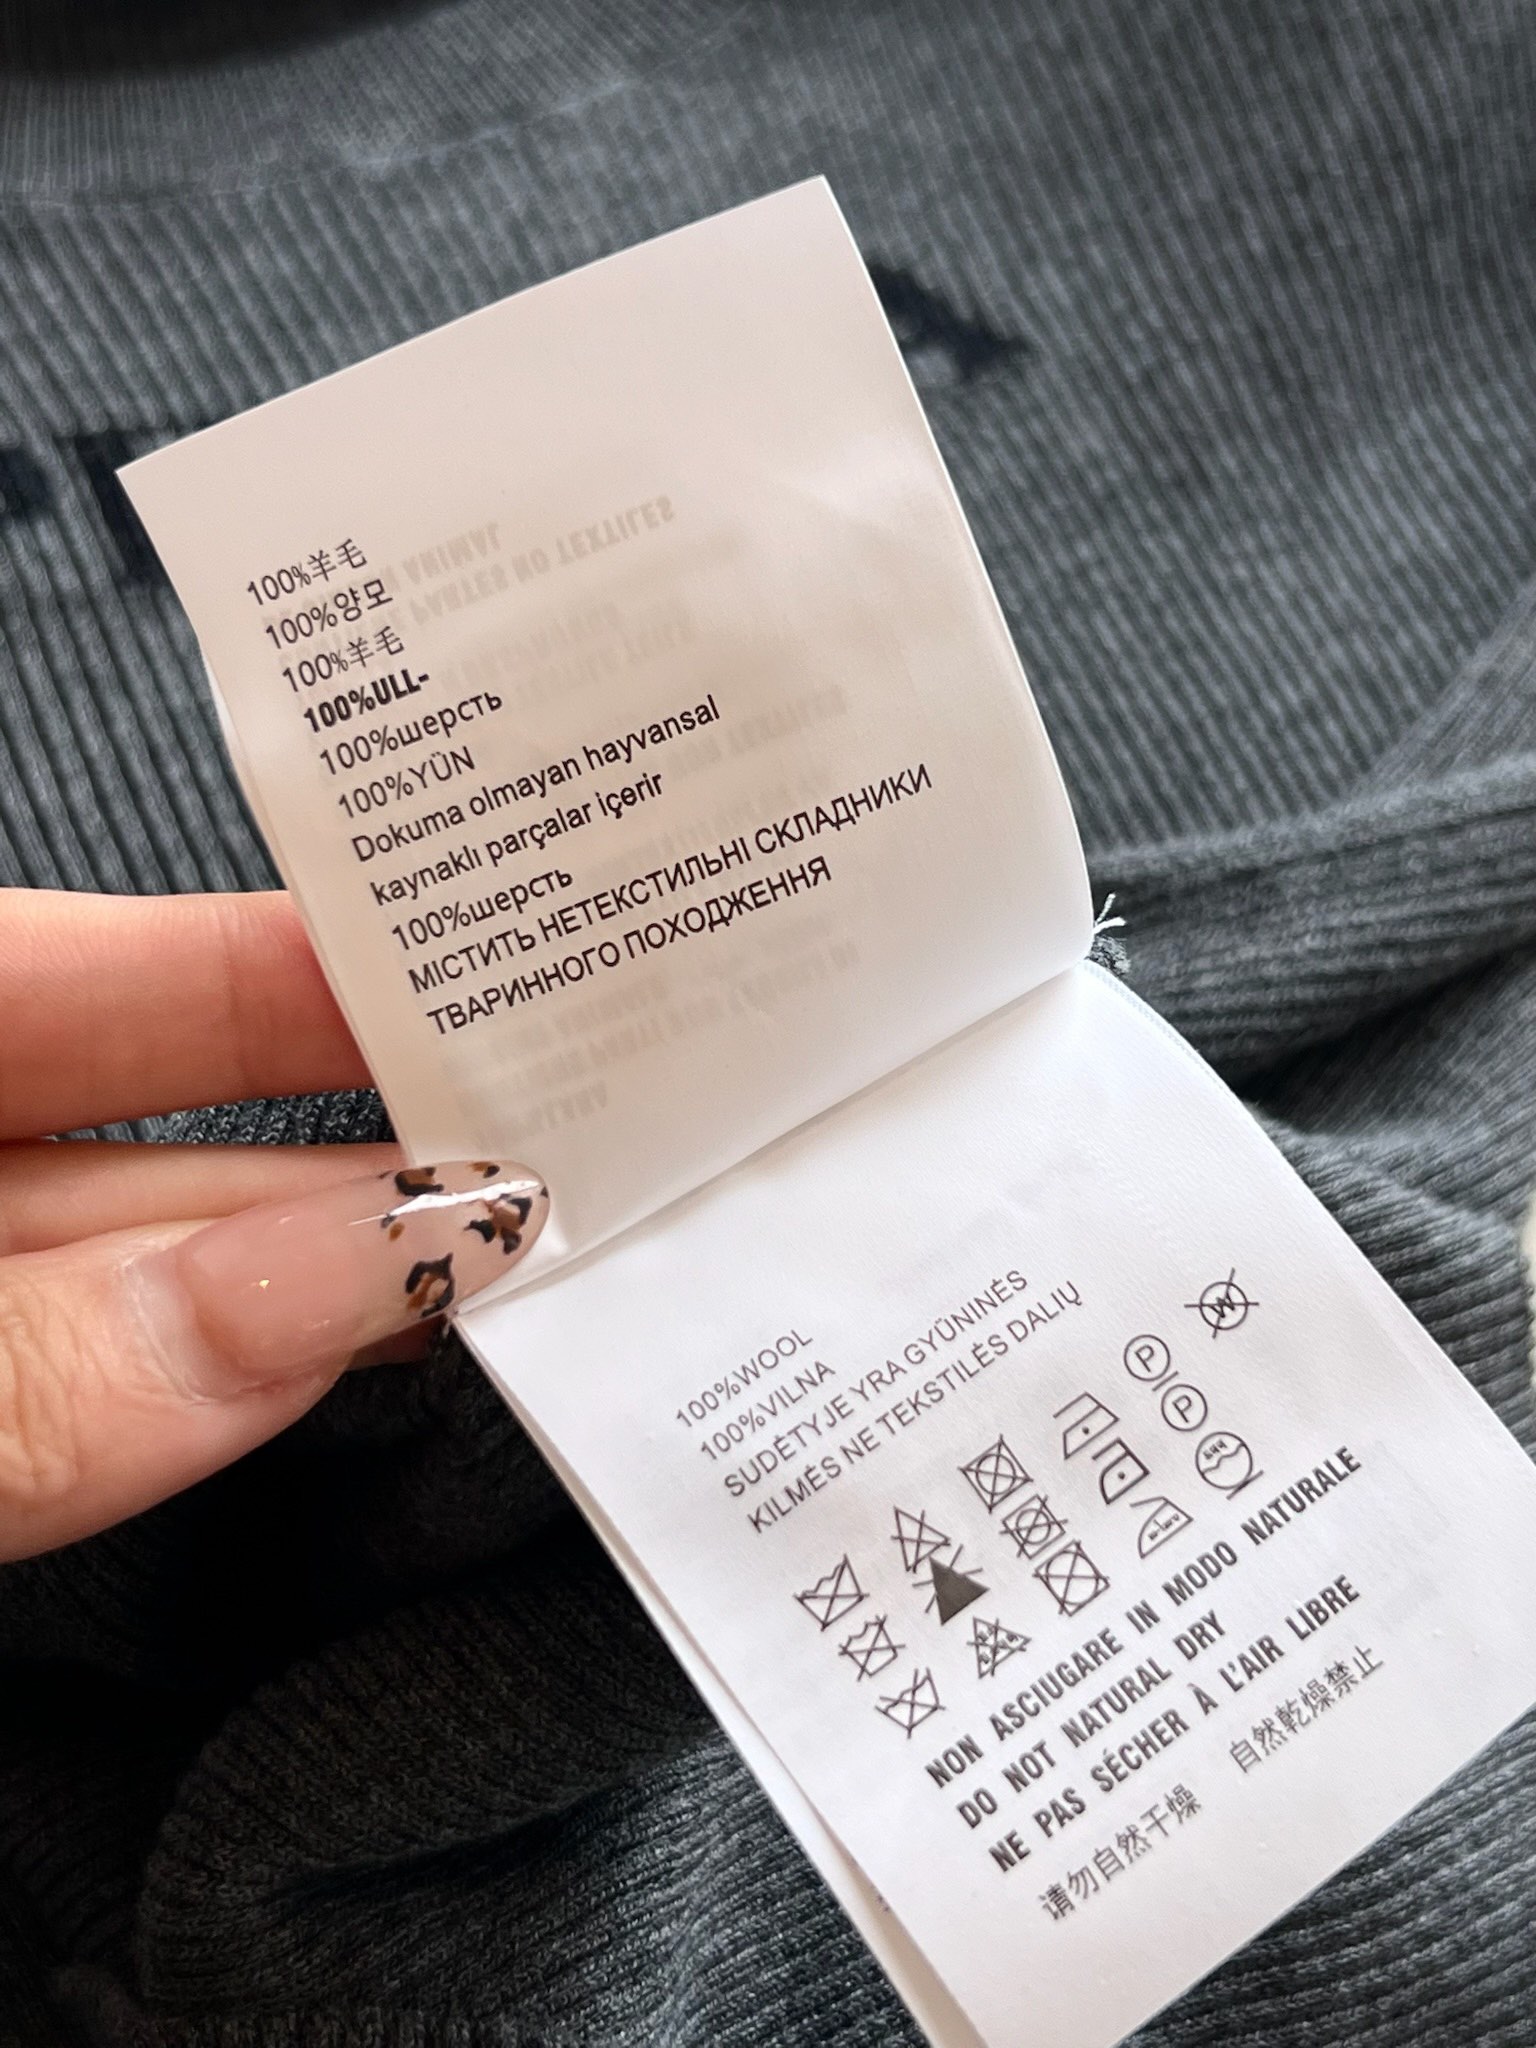 100%羊毛
100%양모
100%羊毛
100%ULL-
100%шерсть
100%YÜN
Dokuma olmayan hayvansal
kaynaklı parçalar içerir
100%шерсть
МІСТИТЬ НЕТЕКСТИЛЬНІ СКЛАДНИКИ
ТВАРИННОГО ПОХОДЖЕННЯ
100%WOOL
100%VILNA
SUDĖTYJE YRA GYŪNINĖS
KILMĖS NE TEKSTILĖS DALIŲ
W
P
P
NON ASCIUGARE IN MODO NATURALE
DO NOT NATURAL DRY
NE PAS SÉCHER À L'AIR LIBRE
请勿自然干燥 自然乾燥禁止